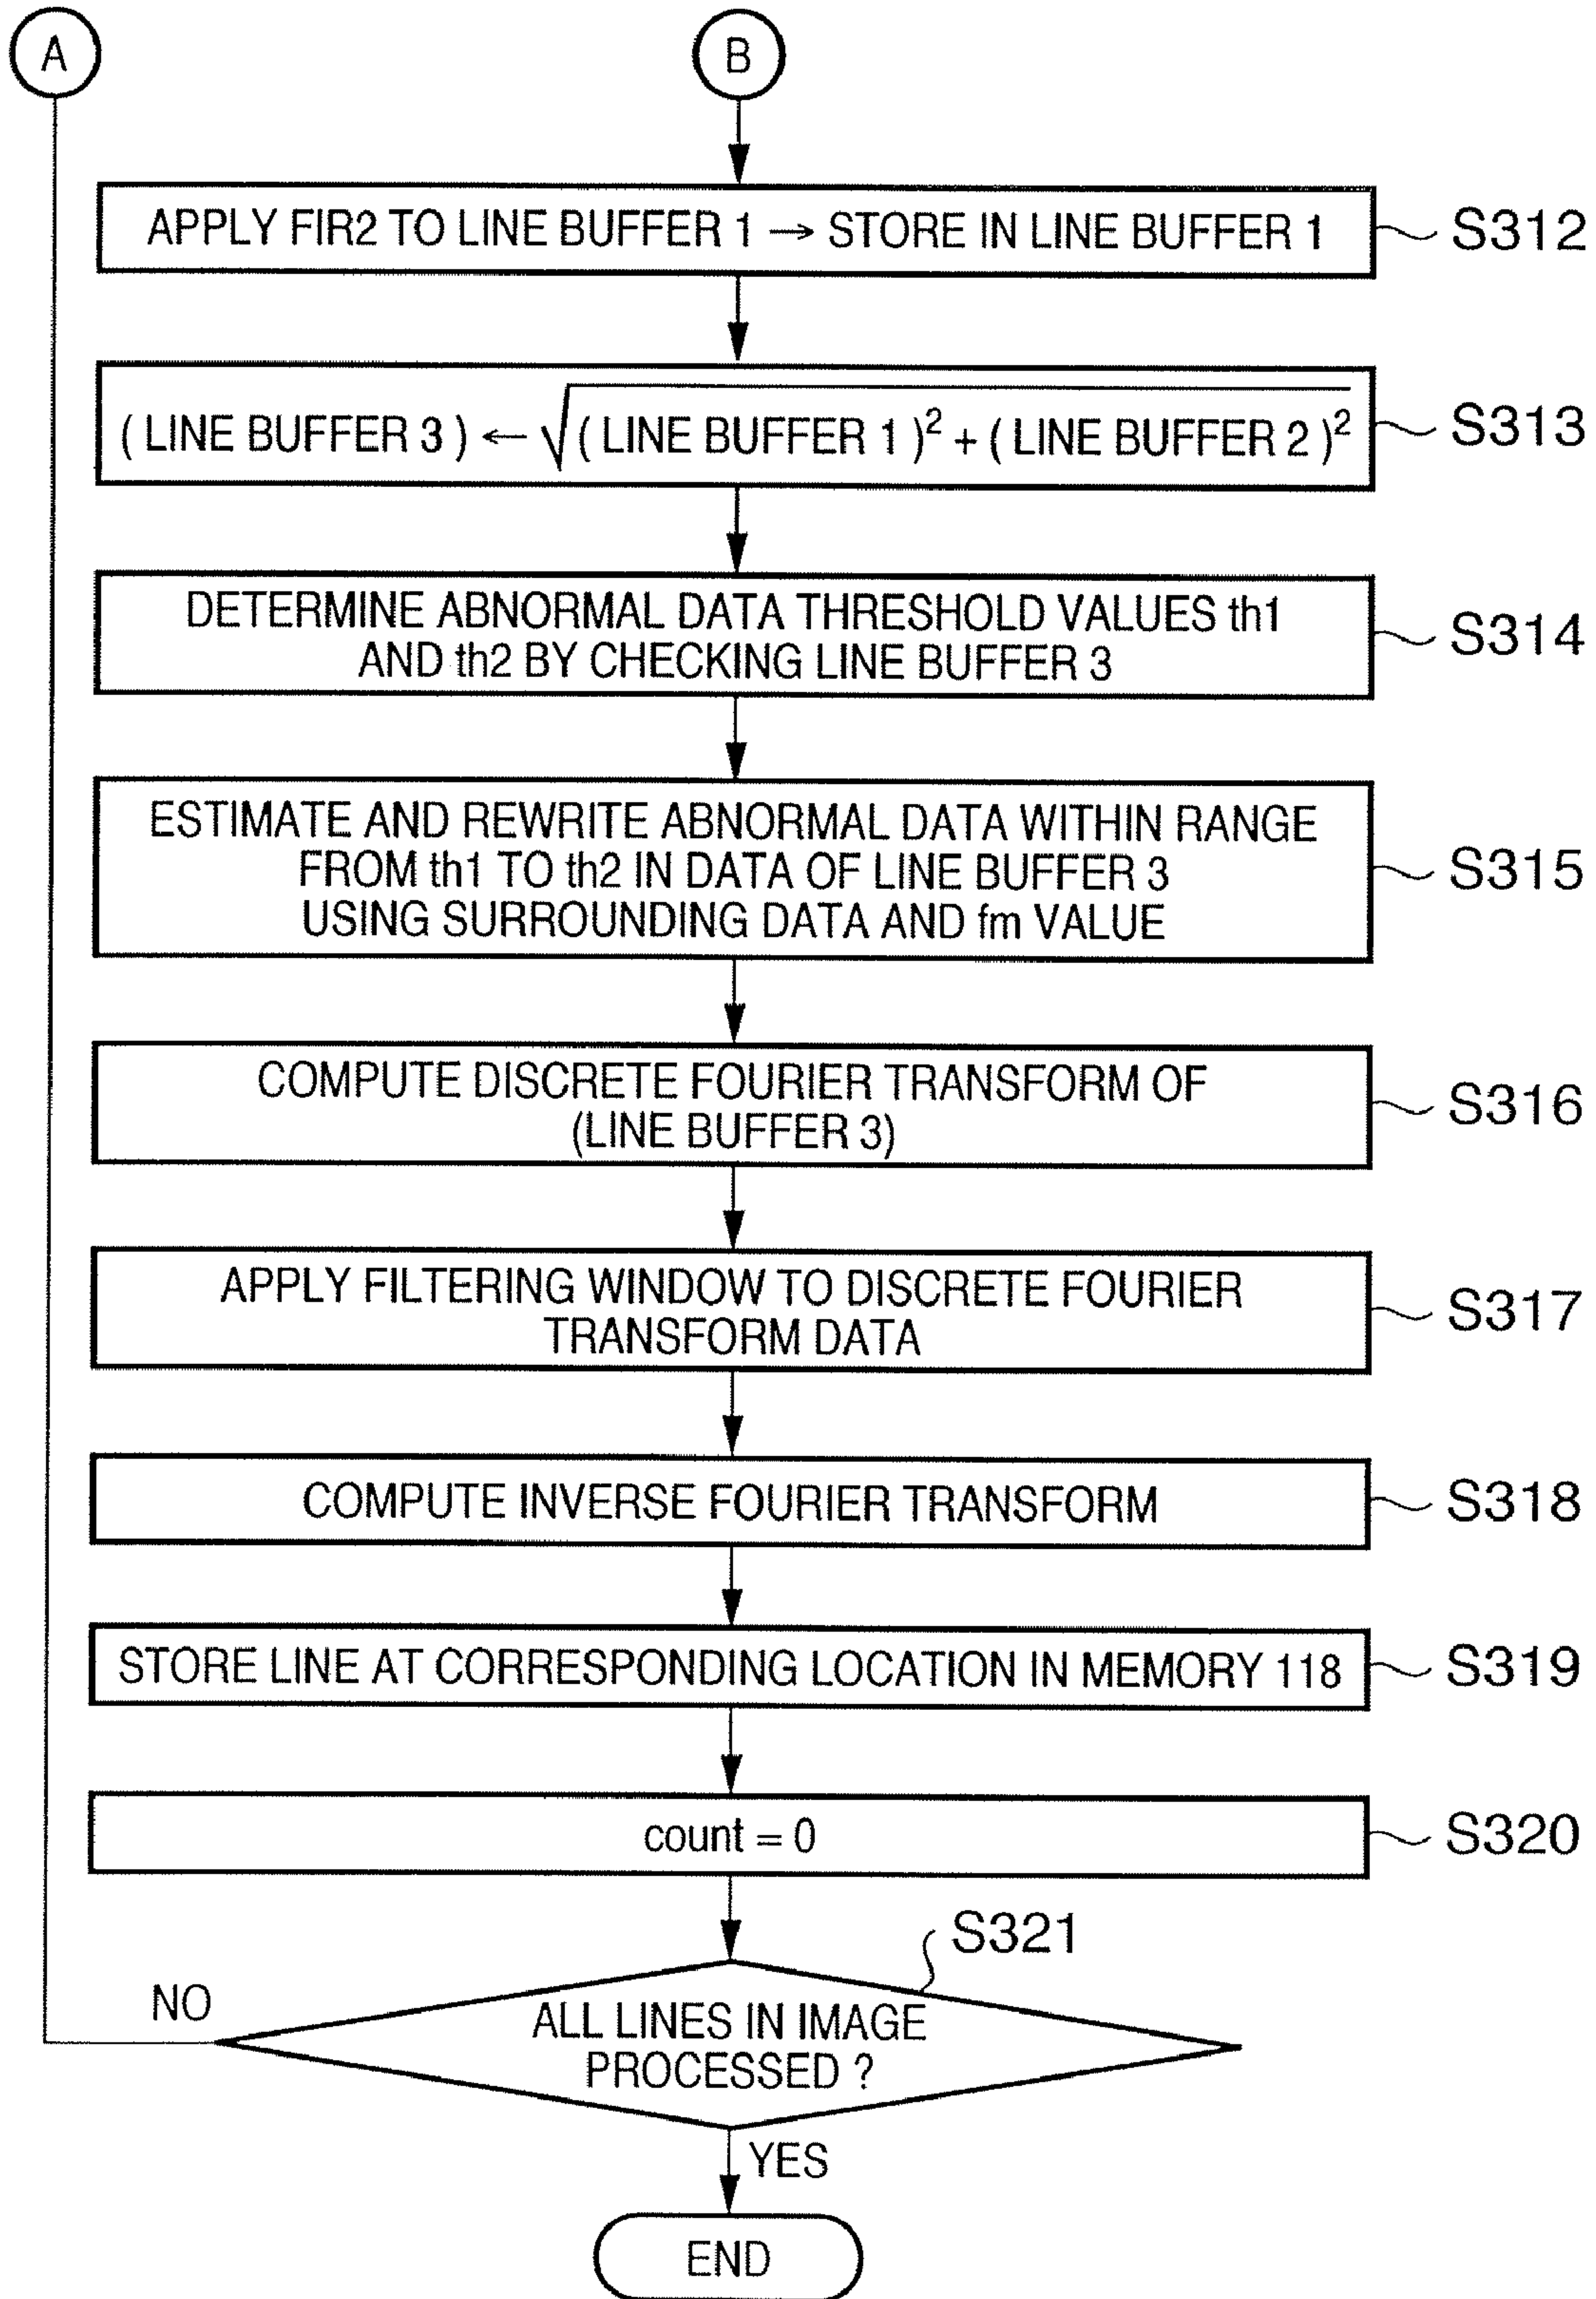 A
B
APPLY FIR2 TO LINE BUFFER 1 → STORE IN LINE BUFFER 1
S312
( LINE BUFFER 3 ) ← √( LINE BUFFER 1 )² + ( LINE BUFFER 2 )²
S313
DETERMINE ABNORMAL DATA THRESHOLD VALUES th1
AND th2 BY CHECKING LINE BUFFER 3
S314
ESTIMATE AND REWRITE ABNORMAL DATA WITHIN RANGE
FROM th1 TO th2 IN DATA OF LINE BUFFER 3
USING SURROUNDING DATA AND fm VALUE
S315
COMPUTE DISCRETE FOURIER TRANSFORM OF
(LINE BUFFER 3)
S316
APPLY FILTERING WINDOW TO DISCRETE FOURIER
TRANSFORM DATA
S317
COMPUTE INVERSE FOURIER TRANSFORM
S318
STORE LINE AT CORRESPONDING LOCATION IN MEMORY 118
S319
count = 0
S320
S321
NO
ALL LINES IN IMAGE
PROCESSED ?
YES
END